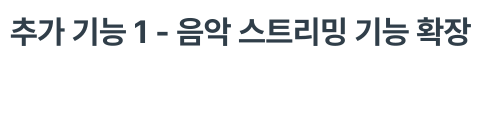 추가 기능 1 - 음악 스트리밍 기능 확장